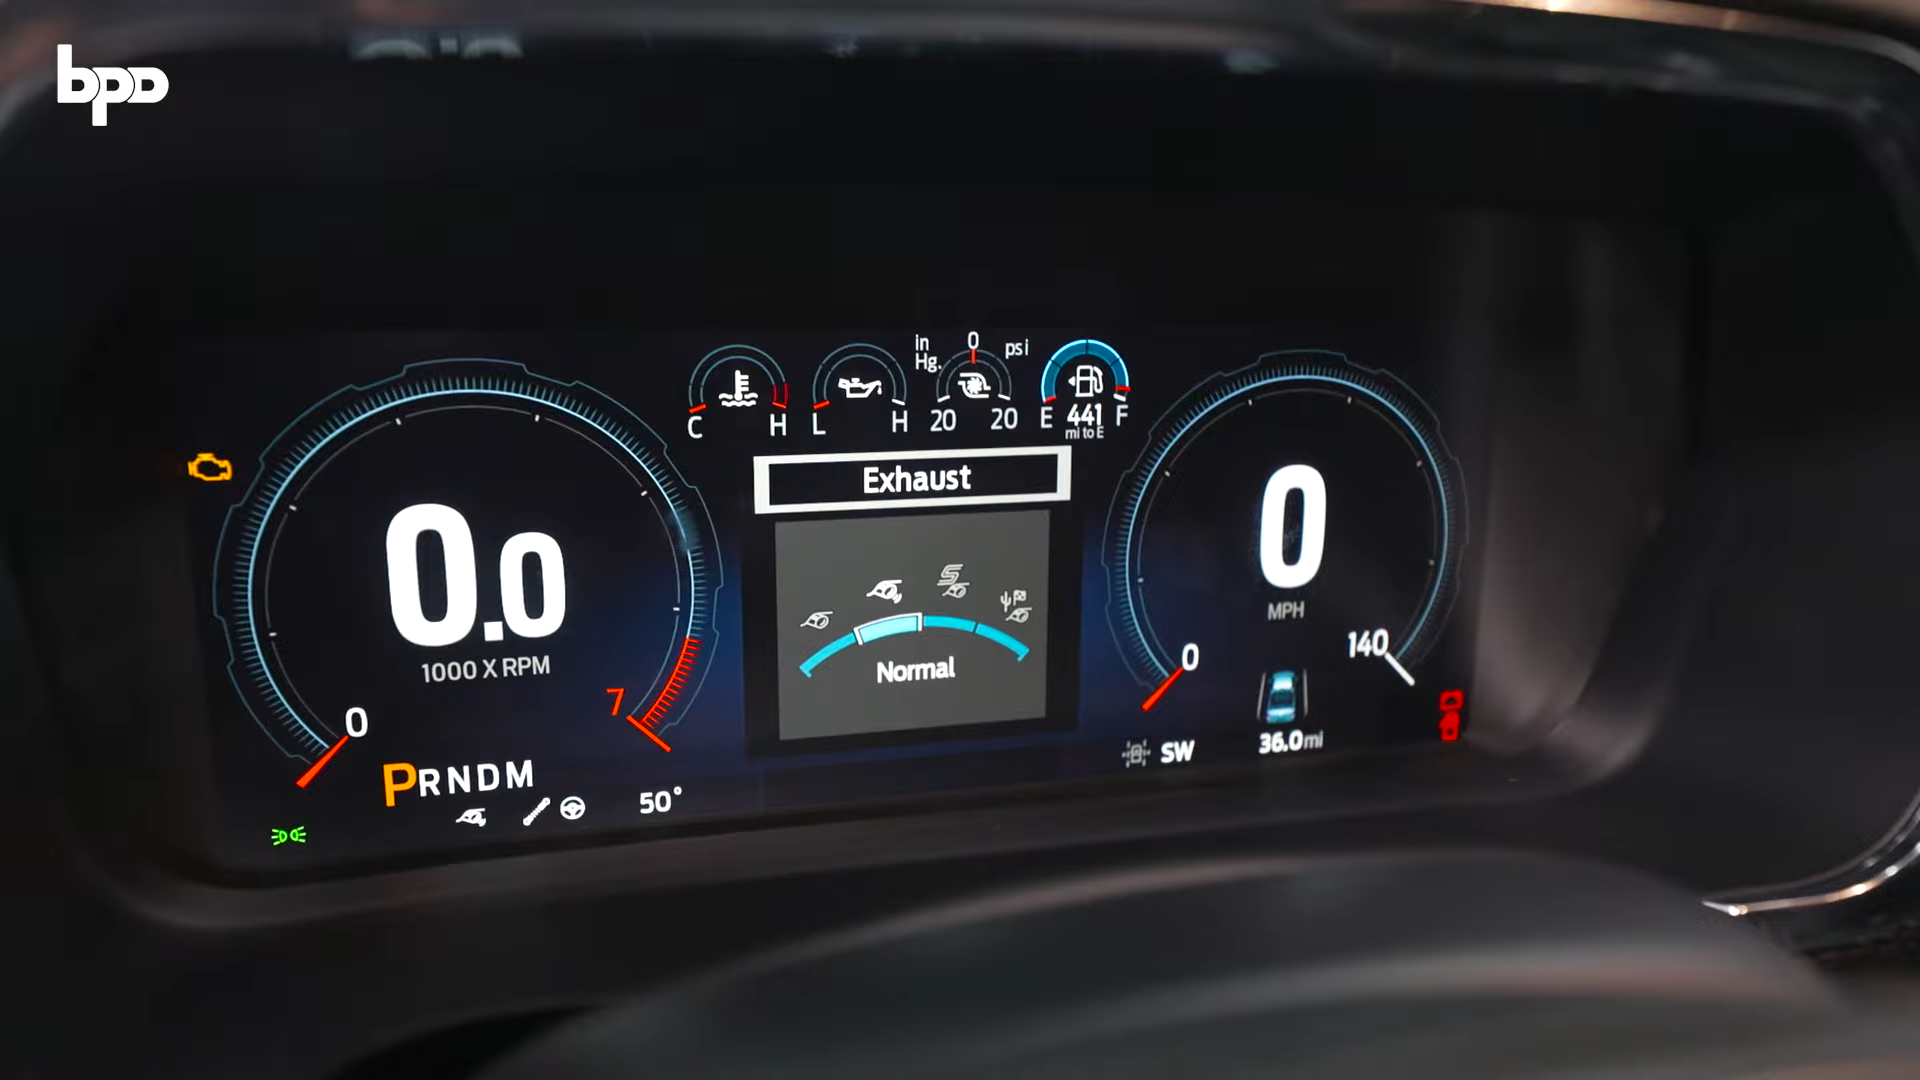 bpd
in
Hg.
0
psi
C
H
L
H
20
20
E
441
F
mi to E
Exhaust
S
Normal
0.0
1000 X RPM
0
7
0
MPH
0
140
PRNDM
50°
SW
36.0mi